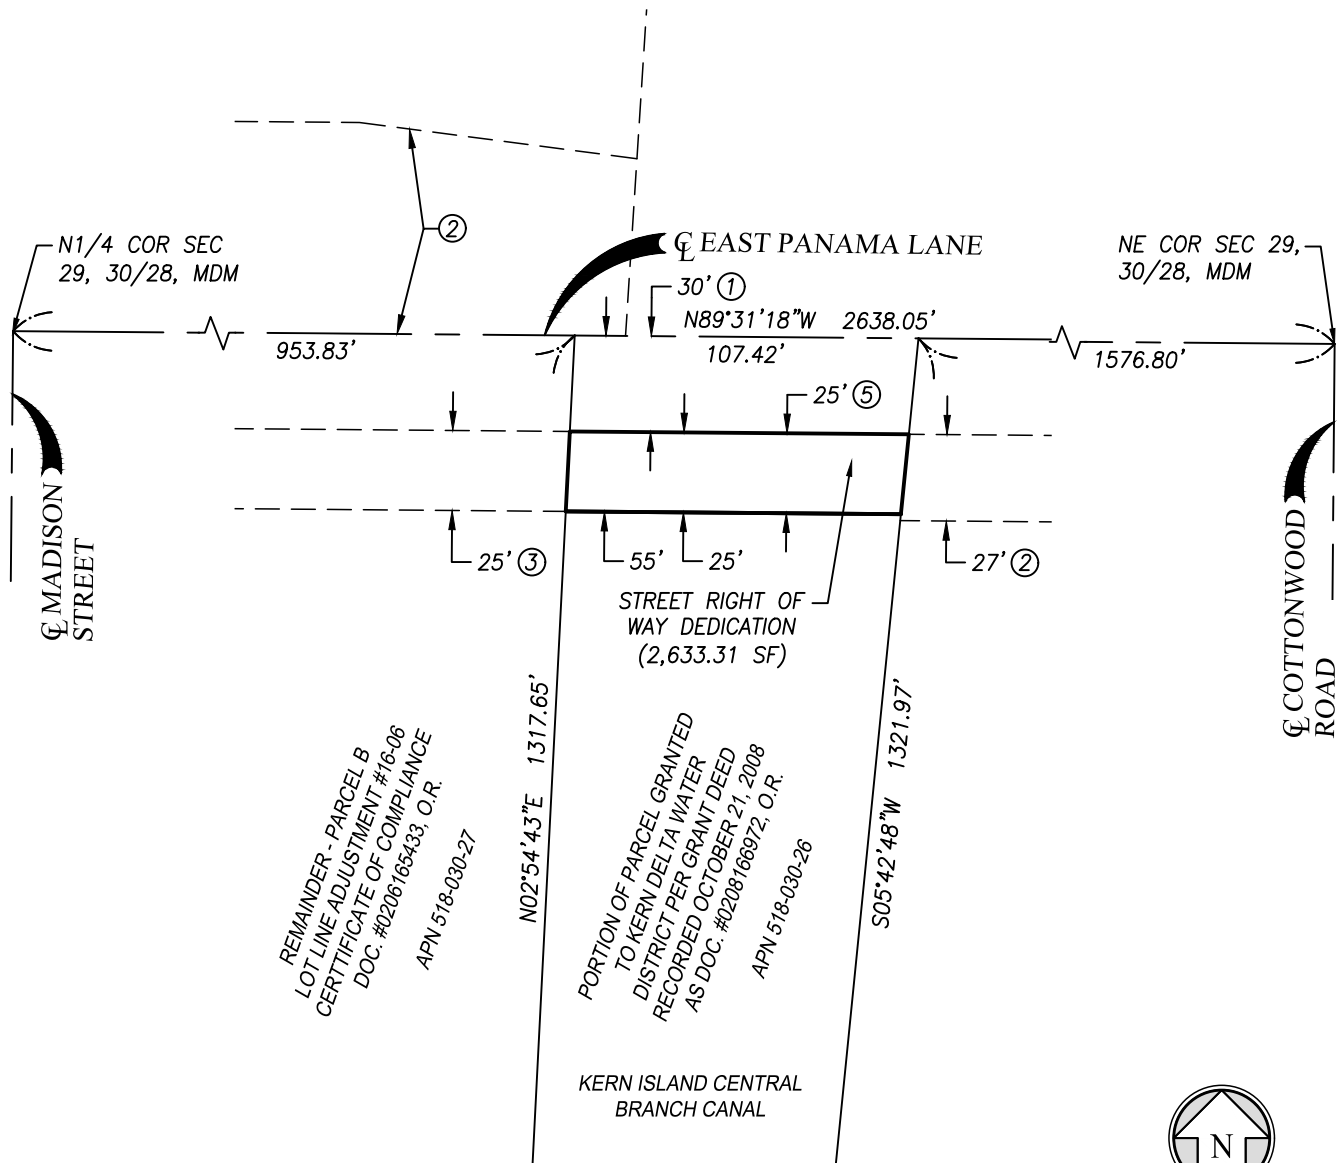 N1/4 COR SEC
29, 30/28, MDM
2
℄ EAST PANAMA LANE
NE COR SEC 29,
30/28, MDM
30' 1
N89°31'18"W 2638.05'
953.83'
107.42'
1576.80'
25' 5
℄ MADISON
STREET
25' 3
55'
25'
27' 2
STREET RIGHT OF
WAY DEDICATION
(2,633.31 SF)
℄ COTTONWOOD
ROAD
N02°54'43"E 1317.65'
S05°42'48"W 1321.97'
REMAINDER - PARCEL B
LOT LINE ADJUSTMENT #16-06
CERTTIFICATE OF COMPLIANCE
DOC. #0206165433, O.R.
APN 518-030-27
PORTION OF PARCEL GRANTED
TO KERN DELTA WATER
DISTRICT PER GRANT DEED
RECORDED OCTOBER 21, 2008
AS DOC. #0208166972, O.R.
APN 518-030-26
KERN ISLAND CENTRAL
BRANCH CANAL
N